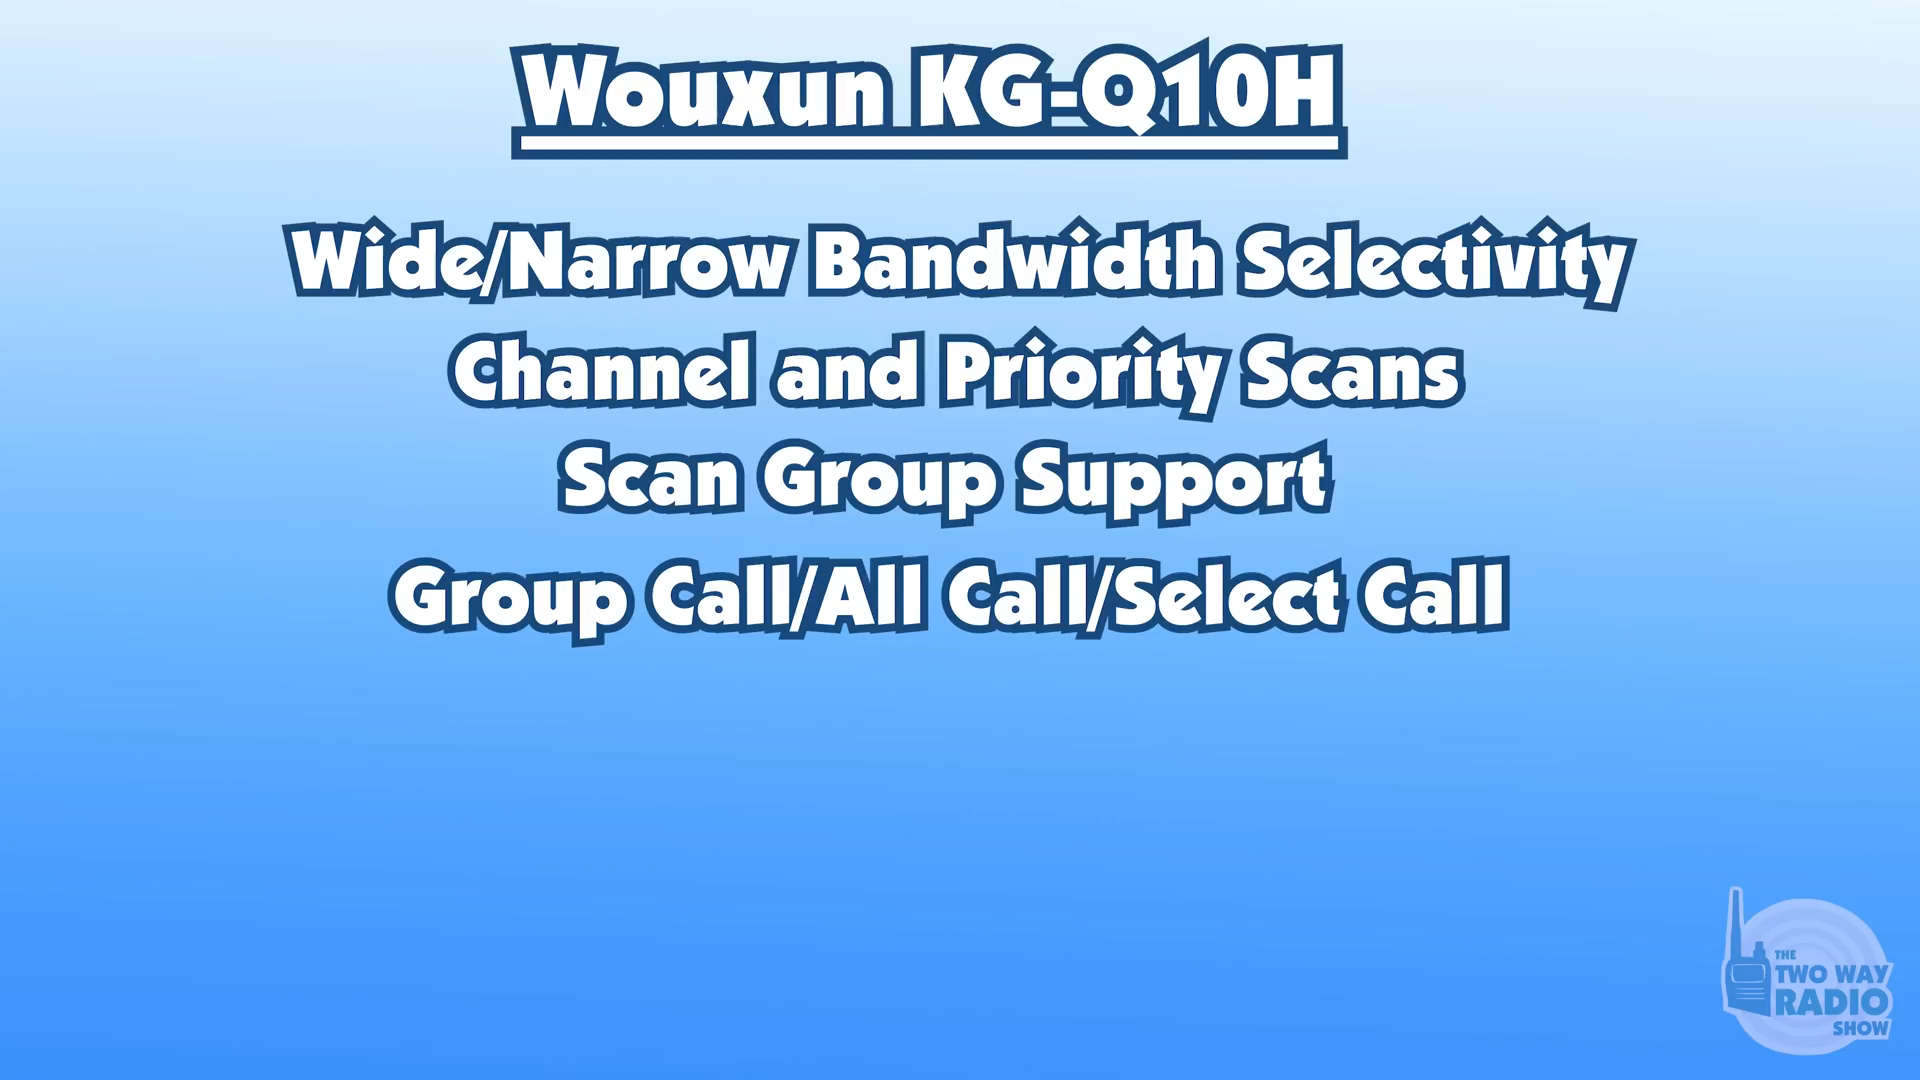 Wouxun KG-Q10H
Wide/Narrow Bandwidth Selectivity
Channel and Priority Scans
Scan Group Support
Group Call/All Call/Select Call
THE
TWO WAY
RADIO
SHOW